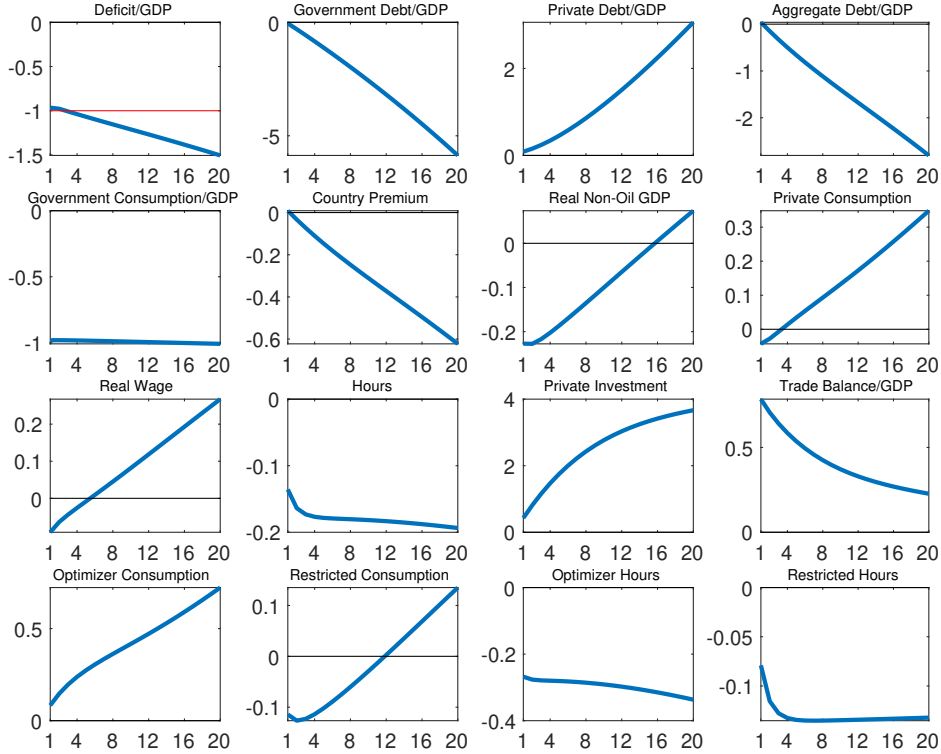 Deficit/GDP
0
-0.5
-1
-1.5
1 4 8 12 16 20
Government Debt/GDP
0
-5
1 4 8 12 16 20
Private Debt/GDP
2
0
1 4 8 12 16 20
Aggregate Debt/GDP
0
-1
-2
1 4 8 12 16 20
Government Consumption/GDP
0
-0.5
-1
1 4 8 12 16 20
Country Premium
0
-0.2
-0.4
-0.6
1 4 8 12 16 20
Real Non-Oil GDP
0
-0.1
-0.2
1 4 8 12 16 20
Private Consumption
0.3
0.2
0.1
0
1 4 8 12 16 20
Real Wage
0.2
0.1
0
1 4 8 12 16 20
Hours
0
-0.1
-0.2
1 4 8 12 16 20
Private Investment
4
2
0
1 4 8 12 16 20
Trade Balance/GDP
0.5
0
1 4 8 12 16 20
Optimizer Consumption
0.5
0
1 4 8 12 16 20
Restricted Consumption
0.1
0
-0.1
1 4 8 12 16 20
Optimizer Hours
0
-0.2
-0.4
1 4 8 12 16 20
Restricted Hours
0
-0.05
-0.1
1 4 8 12 16 20